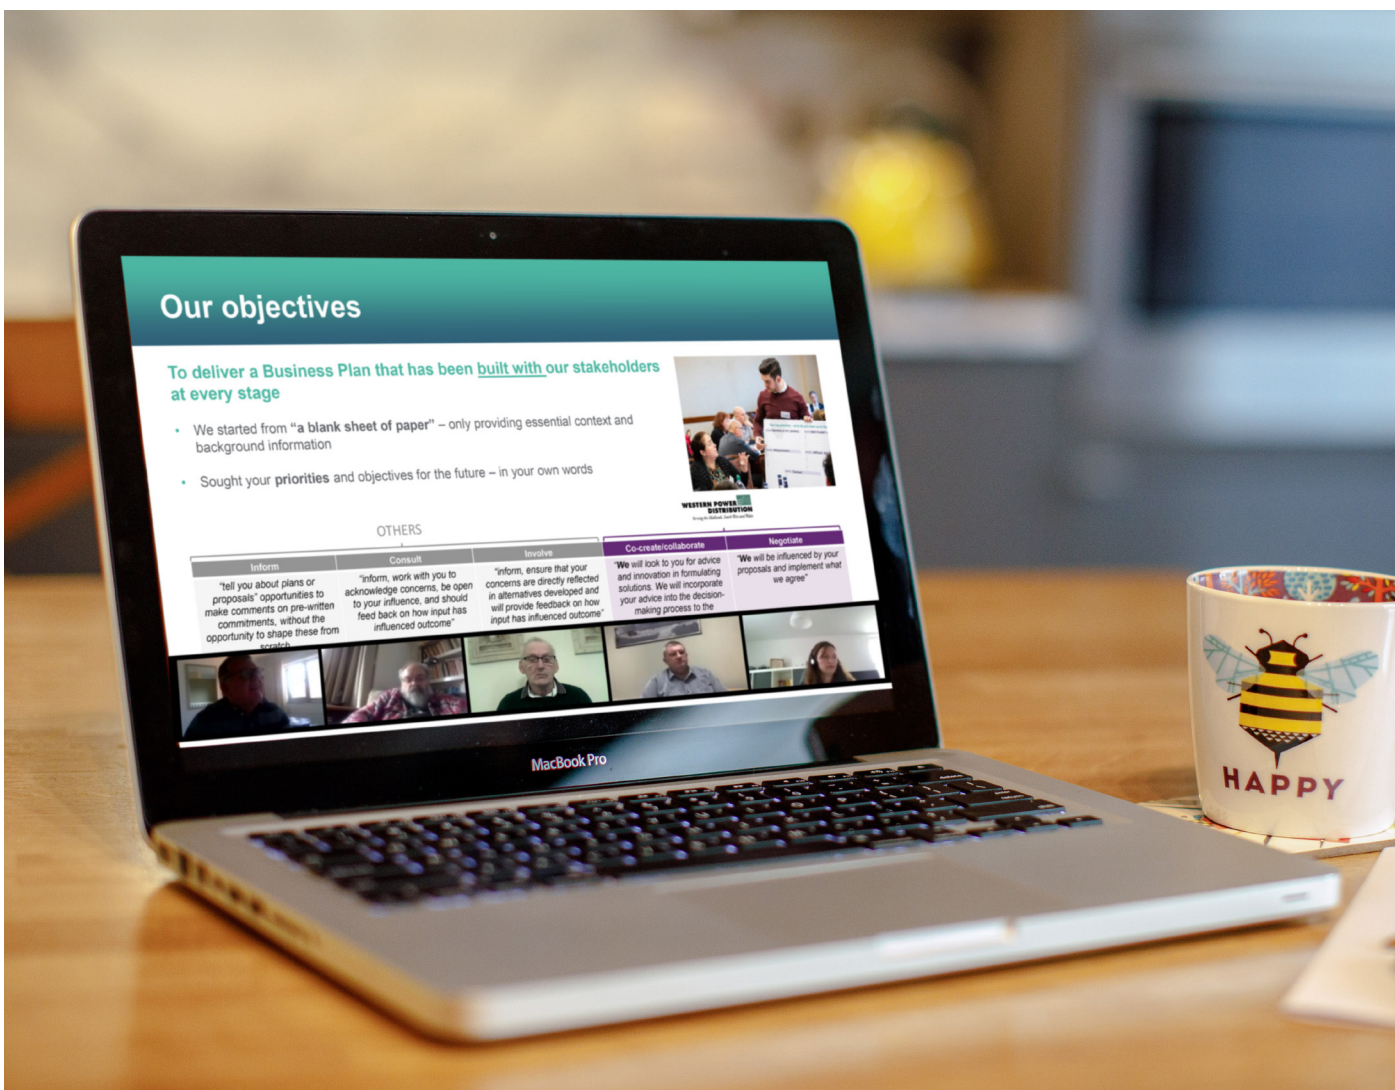 Our objectives
To deliver a Business Plan that has been built with our stakeholders
at every stage
• We started from “a blank sheet of paper” – only providing essential context and
background information
• Sought your priorities and objectives for the future – in your own words
WESTERN POWER
DISTRIBUTION
Serving the Midlands, South West and Wales
OTHERS
Inform
“tell you about plans or
proposals” opportunities to
make comments on pre-written
commitments, without the
opportunity to shape these from
scratch
Consult
“inform, work with you to
acknowledge concerns, be open
to your influence, and should
feed back on how input has
influenced outcome”
Involve
“inform, ensure that your
concerns are directly reflected
in alternatives developed and
will provide feedback on how
input has influenced outcome”
Co-create/collaborate
“We will look to you for advice
and innovation in formulating
solutions. We will incorporate
your advice into the decision-
making process to the
Negotiate
“We will be influenced by your
proposals and implement what
we agree”
MacBook Pro
HAPPY